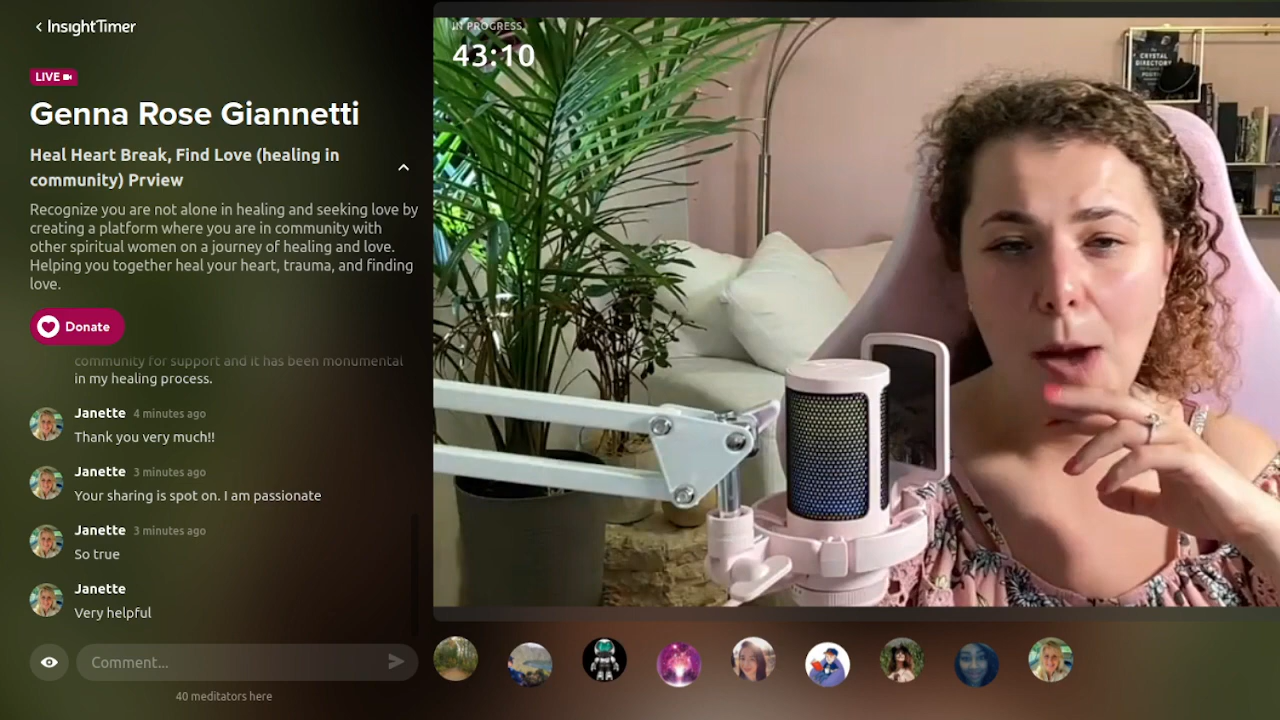 InsightTimer
LIVE
Genna Rose Giannetti
Heal Heart Break, Find Love (healing in
community) Prview
Recognize you are not alone in healing and seeking love by
creating a platform where you are in community with
other spiritual women on a journey of healing and love.
Helping you together heal your heart, trauma, and finding
love.
Donate
community for support and it has been monumental
in my healing process.
Janette 4 minutes ago
Thank you very much!!
Janette 3 minutes ago
Your sharing is spot on. I am passionate
Janette 3 minutes ago
So true
Janette
Very helpful
Comment...
40 meditators here
IN PROGRESS
43:10
CRYSTAL
DIRECTORY